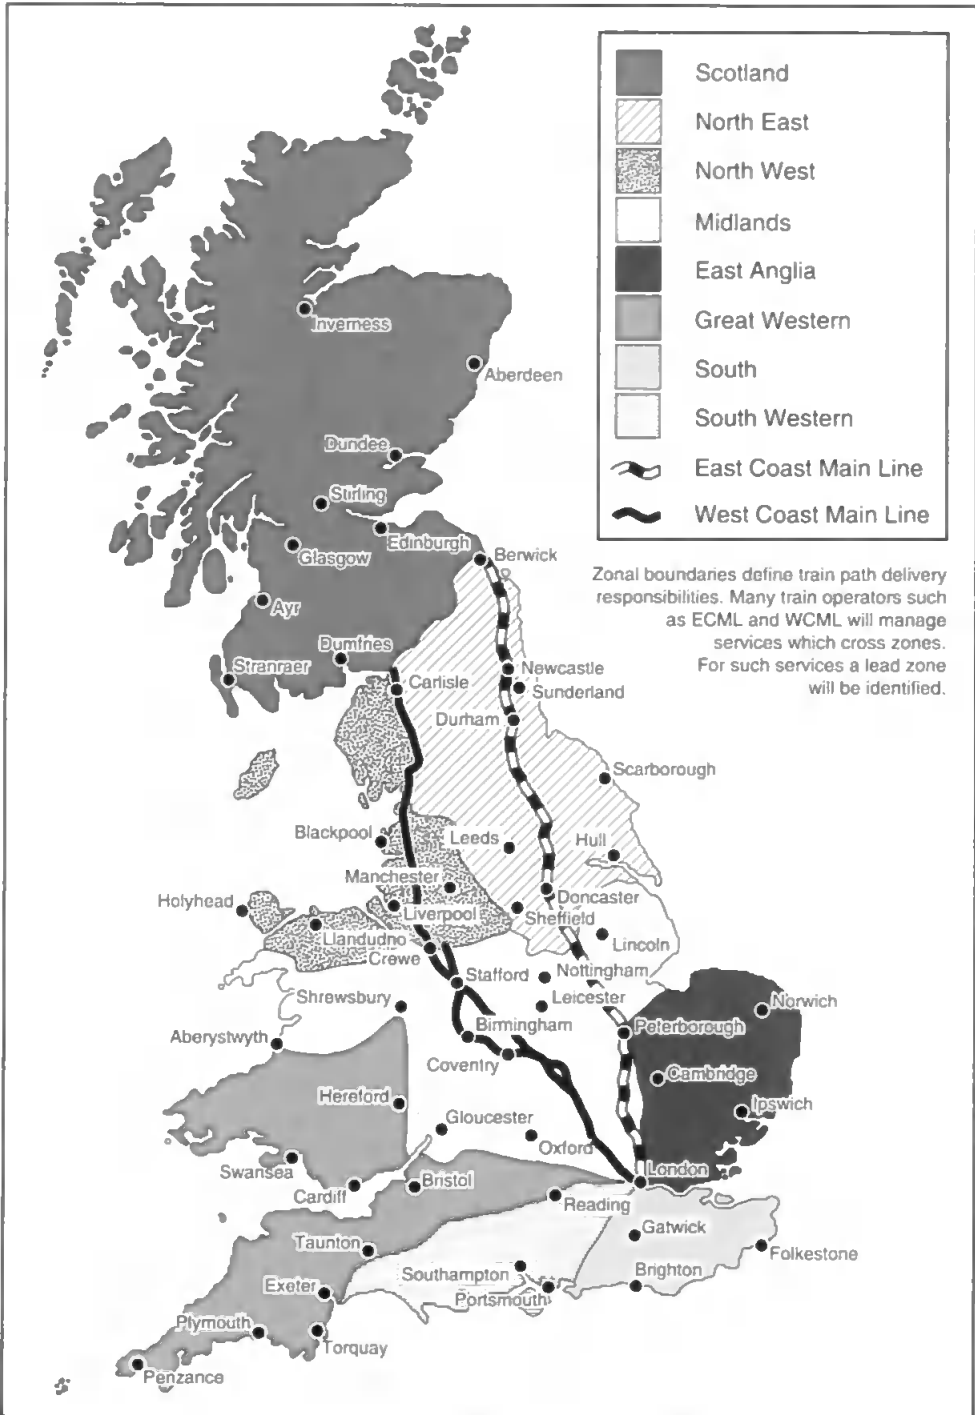 Scotland
North East
North West
Midlands
East Anglia
Great Western
South
South Western
East Coast Main Line
West Coast Main Line
Zonal boundaries define train path delivery
responsibilities. Many train operators such
as ECML and WCML will manage
services which cross zones.
For such services a lead zone
will be identified.
Inverness
Aberdeen
Dundee
Stirling
Edinburgh
Glasgow
Berwick
Ayr
Dumfries
Stranraer
Carlisle
Newcastle
Sunderland
Durham
Scarborough
Blackpool
Leeds
Hull
Manchester
Doncaster
Holyhead
Liverpool
Sheffield
Llandudno
Lincoln
Crewe
Stafford
Nottingham
Shrewsbury
Leicester
Norwich
Aberystwyth
Birmingham
Peterborough
Coventry
Cambridge
Hereford
Ipswich
Gloucester
Oxford
Swansea
London
Cardiff
Bristol
Reading
Gatwick
Taunton
Folkestone
Southampton
Brighton
Exeter
Portsmouth
Plymouth
Torquay
Penzance